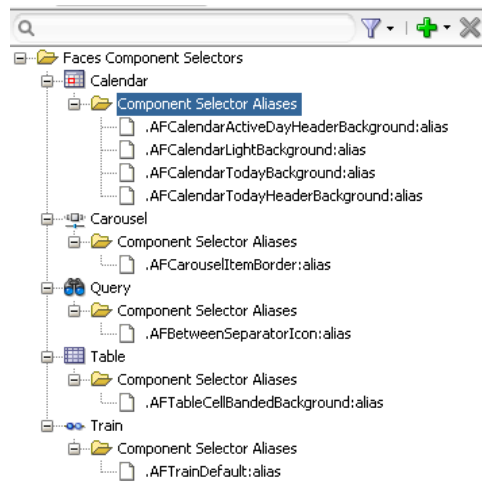 Faces Component Selectors
Calendar
Component Selector Aliases
.AFCalendarActiveDayHeaderBackground:alias
.AFCalendarLightBackground:alias
.AFCalendarTodayBackground:alias
.AFCalendarTodayHeaderBackground:alias
Carousel
Component Selector Aliases
.AFCarouselItemBorder:alias
Query
Component Selector Aliases
.AFBetweenSeparatorIcon:alias
Table
Component Selector Aliases
.AFTableCellBandedBackground:alias
Train
Component Selector Aliases
.AFTrainDefault:alias